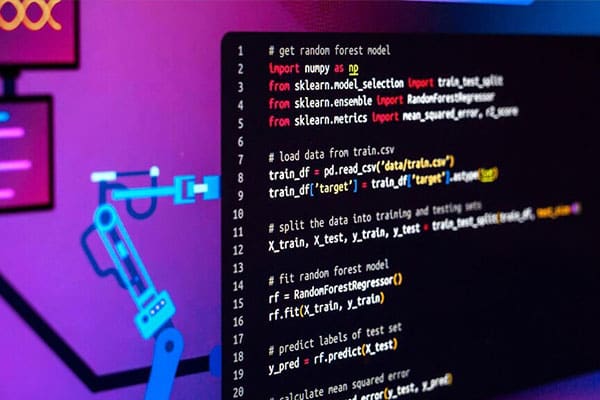 1 # get random forest model
2 import numpy as np
3 from sklearn.model_selection import train_test_split
4 from sklearn.ensemble import RandomForestRegressor
5 from sklearn.metrics import mean_squared_error, r2_score
6
7 # load data from train.csv
8 train_df = pd.read_csv('data/train.csv')
9 train_df['target'] = train_df['target'].astype(
10
11 # split the data into training and testing sets
12 X_train, X_test, y_train, y_test = train_test_split(train_df,
13
14 # fit random forest model
15 rf = RandomForestRegressor()
16 rf.fit(X_train, y_train)
17
18 # predict labels of test set
19 y_pred = rf.predict(X_test)
20
# calculate mean squared error
error(y_test, y_pred)